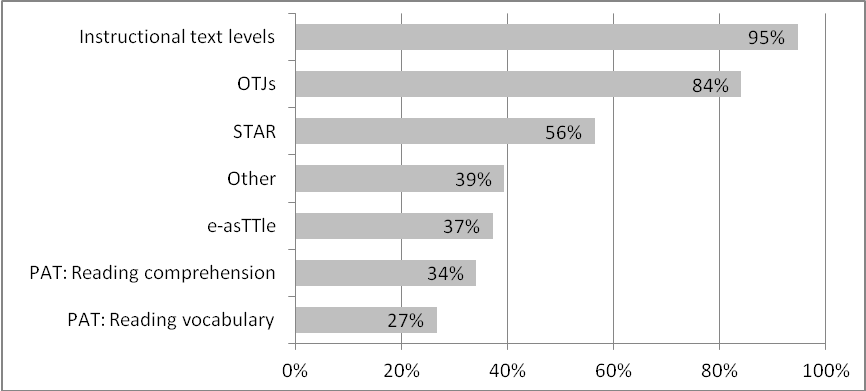 Instructional text levels 95%
OTJs 84%
STAR 56%
Other 39%
e-asTTle 37%
PAT: Reading comprehension 34%
PAT: Reading vocabulary 27%
0% 20% 40% 60% 80% 100%